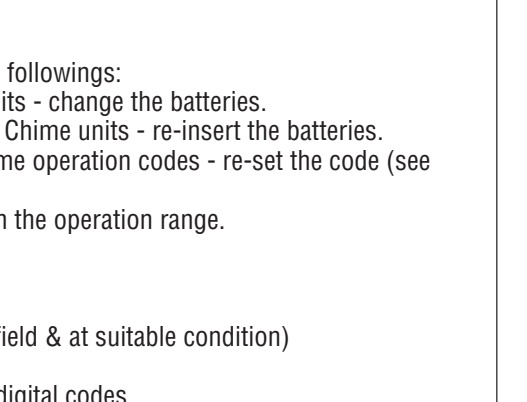 followings:
its - change the batteries.
Chime units - re-insert the batteries.
me operation codes - re-set the code (see
n the operation range.
field & at suitable condition)
digital codes